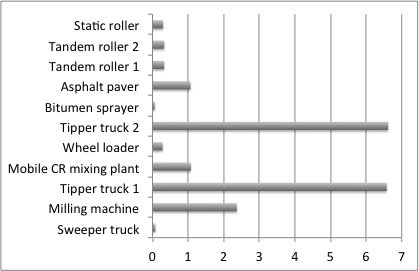 Static roller
Tandem roller 2
Tandem roller 1
Asphalt paver
Bitumen sprayer
Tipper truck 2
Wheel loader
Mobile CR mixing plant
Tipper truck 1
Milling machine
Sweeper truck
0 1 2 3 4 5 6 7